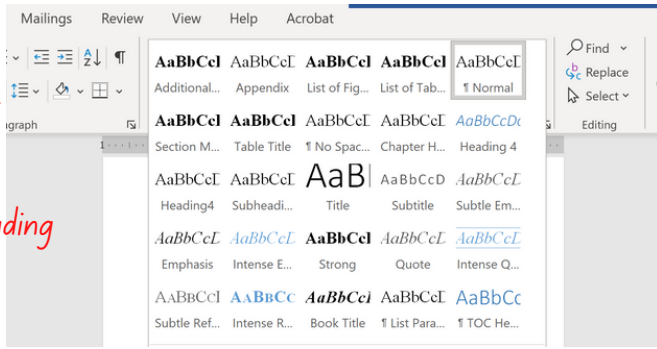 Mailings Review View Help Acrobat
AaBbCcI AaBbCcI AaBbCcI AaBbCcI AaBbCcI
Additional... Appendix List of Fig... List of Tab... ¶ Normal
Find
Replace
Select
Editing
AaBbCcI AaBbCcI AaBbCcI AaBbCcI AaBbCcDc
Section M... Table Title ¶ No Spac... Chapter H... Heading 4
AaBbCcI AaBbCcI AaB AaBbCcD AaBbCcI
Heading4 Subheadi... Title Subtitle Subtle Em...
AaBbCcI AaBbCcI AaBbCcI AaBbCcI AaBbCcI
Emphasis Intense E... Strong Quote Intense Q...
AaBbCcI AaBbCc AaBbCcI AaBbCcI AaBbCc
Subtle Ref... Intense R... Book Title ¶ List Para... ¶ TOC He...